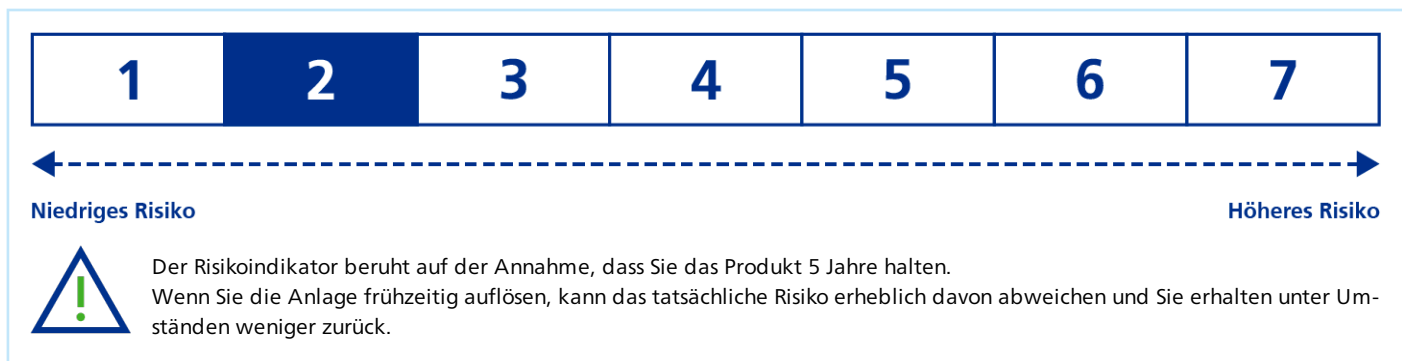 1 2 3 4 5 6 7
Niedriges Risiko Höheres Risiko
Der Risikoindikator beruht auf der Annahme, dass Sie das Produkt 5 Jahre halten.
Wenn Sie die Anlage frühzeitig auflösen, kann das tatsächliche Risiko erheblich davon abweichen und Sie erhalten unter Um-
ständen weniger zurück.